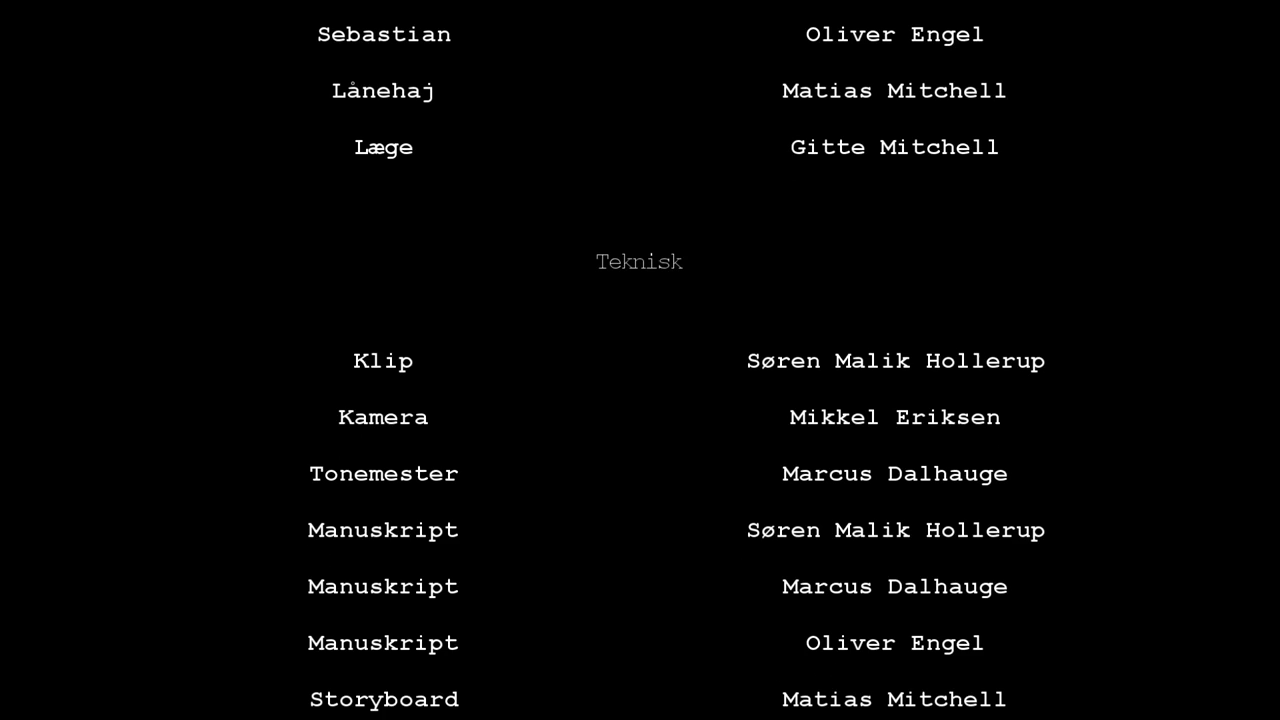 Sebastian Oliver Engel
Lånehaj Matias Mitchell
Læge Gitte Mitchell
Teknisk
Klip Søren Malik Hollerup
Kamera Mikkel Eriksen
Tonemester Marcus Dalhauge
Manuskript Søren Malik Hollerup
Manuskript Marcus Dalhauge
Manuskript Oliver Engel
Storyboard Matias Mitchell